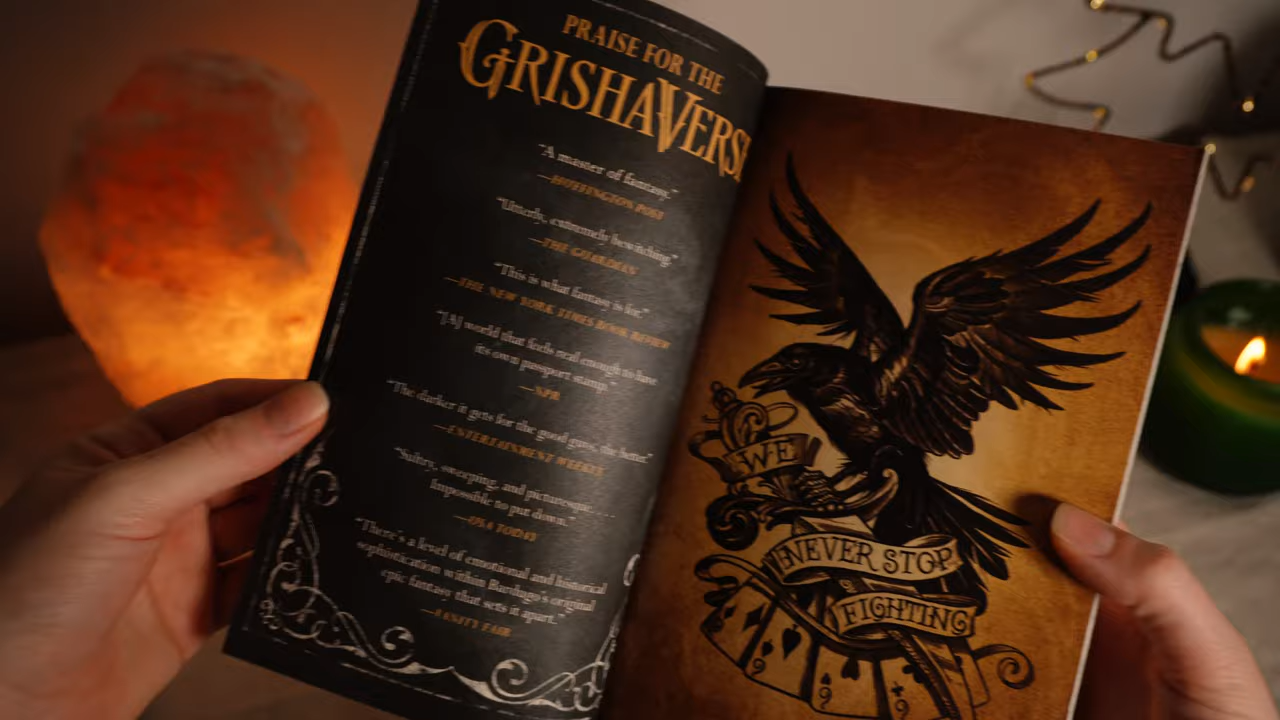 PRAISE FOR THE
GRISHAVERSE
“A master of fantasy.”
—HUFFINGTON POST
“Utterly, extremely bewitching.”
—THE GUARDIAN
“This is what fantasy is for.”
—THE NEW YORK TIMES BOOK REVIEW
“[A] world that feels real enough to have
its own passport stamp.”
—NPR
“The darker it gets for the good guys, the better.”
—ENTERTAINMENT WEEKLY
“Sultry, sweeping, and picturesque. . . .
Impossible to put down.”
—USA TODAY
“There’s a level of emotional and historical
sophistication within Bardugo’s original
epic fantasy that sets it apart.”
—VANITY FAIR
WE
NEVER STOP
FIGHTING
9
9
9